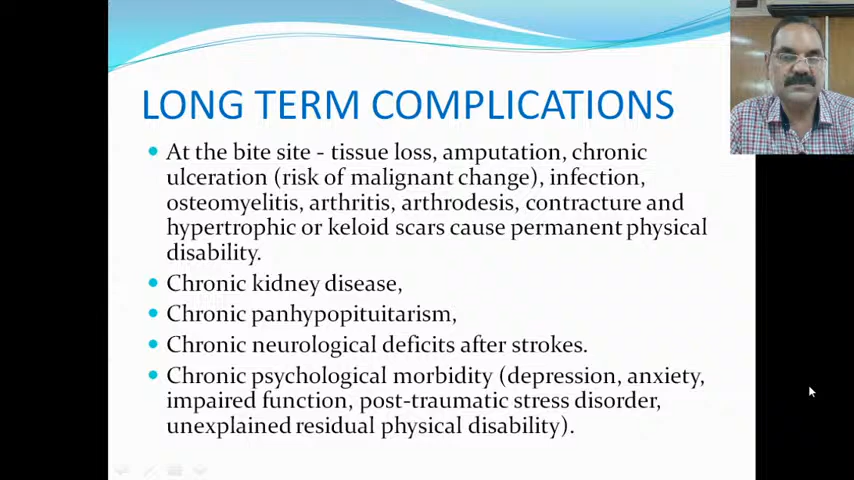 LONG TERM COMPLICATIONS
At the bite site - tissue loss, amputation, chronic
ulceration (risk of malignant change), infection,
osteomyelitis, arthritis, arthrodesis, contracture and
hypertrophic or keloid scars cause permanent physical
disability.
Chronic kidney disease,
Chronic panhypopituitarism,
Chronic neurological deficits after strokes.
Chronic psychological morbidity (depression, anxiety,
impaired function, post-traumatic stress disorder,
unexplained residual physical disability).